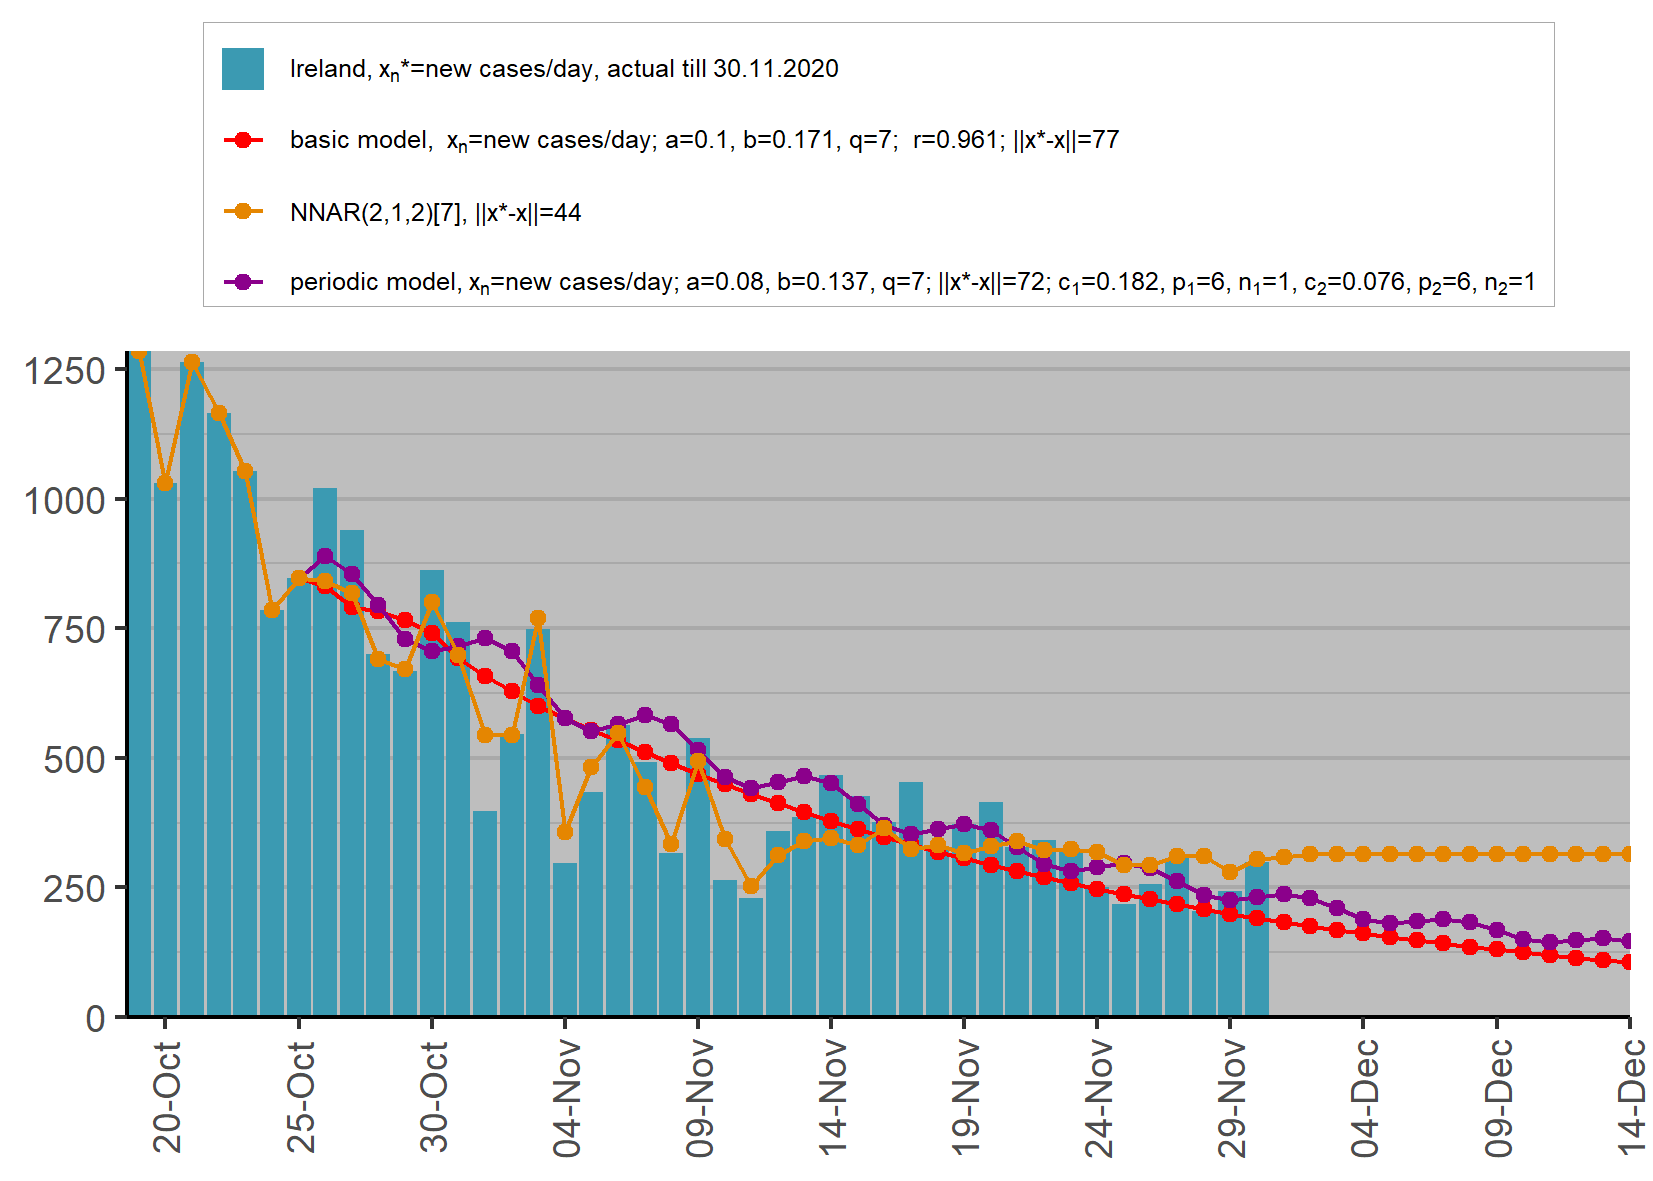 Ireland, xn*=new cases/day, actual till 30.11.2020
basic model,  xn=new cases/day; a=0.1, b=0.171, q=7;  r=0.961; ||x*-x||=77
NNAR(2,1,2)[7], ||x*-x||=44
periodic model, xn=new cases/day; a=0.08, b=0.137, q=7; ||x*-x||=72; c1=0.182, p1=6, n1=1, c2=0.076, p2=6, n2=1
1250
1000
750
500
250
0
20-Oct
25-Oct
30-Oct
04-Nov
09-Nov
14-Nov
19-Nov
24-Nov
29-Nov
04-Dec
09-Dec
14-Dec